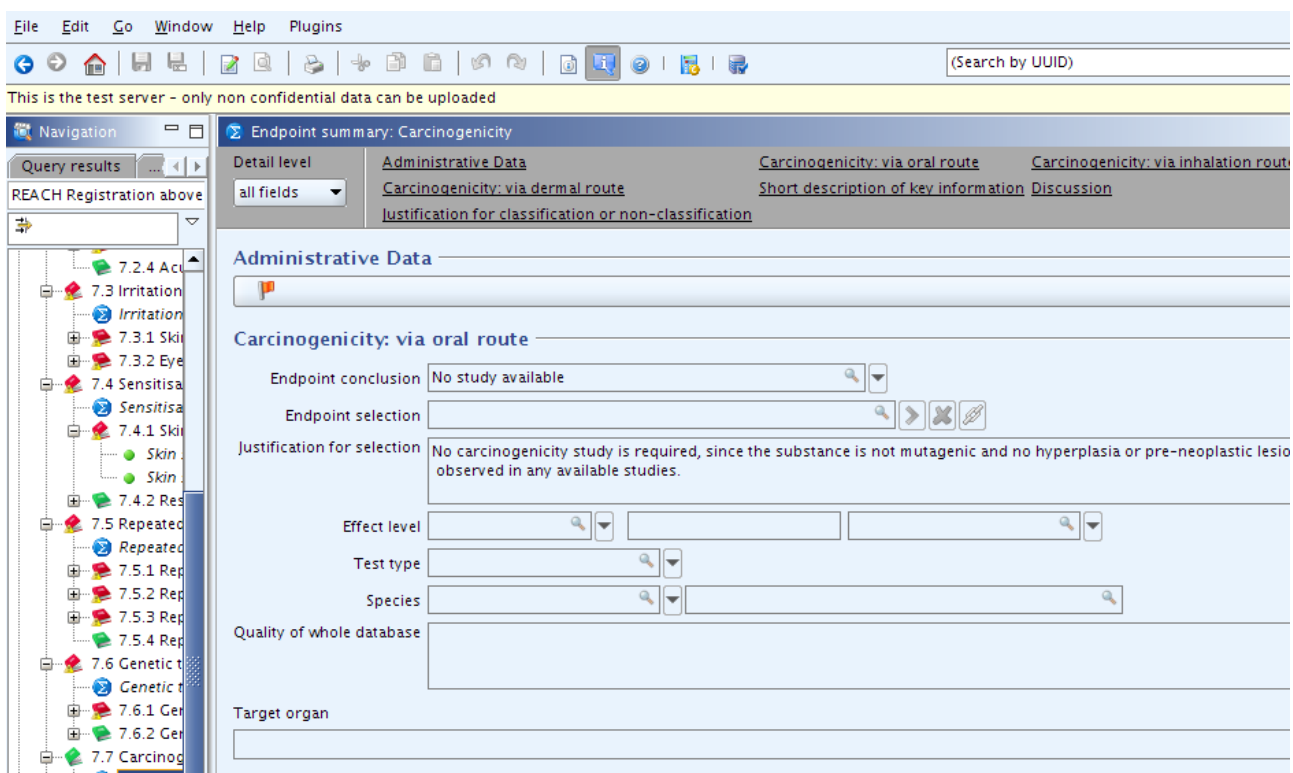 File Edit Go Window Help Plugins
(Search by UUID)
This is the test server - only non confidential data can be uploaded
Navigation
Query results ...
REACH Registration above
7.2.4 Acu
7.3 Irritation
Irritation
7.3.1 Skin
7.3.2 Eye
7.4 Sensitisa
Sensitisa
7.4.1 Skin
Skin .
Skin .
7.4.2 Res
7.5 Repeated
Repeated
7.5.1 Rep
7.5.2 Rep
7.5.3 Rep
7.5.4 Rep
7.6 Genetic t
Genetic t
7.6.1 Ger
7.6.2 Ger
7.7 Carcinog
Endpoint summary: Carcinogenicity
Detail level
all fields
Administrative Data Carcinogenicity: via oral route Carcinogenicity: via inhalation route
Carcinogenicity: via dermal route Short description of key information Discussion
Justification for classification or non-classification
Administrative Data
Carcinogenicity: via oral route
Endpoint conclusion No study available
Endpoint selection
Justification for selection No carcinogenicity study is required, since the substance is not mutagenic and no hyperplasia or pre-neoplastic lesio
observed in any available studies.
Effect level
Test type
Species
Quality of whole database
Target organ